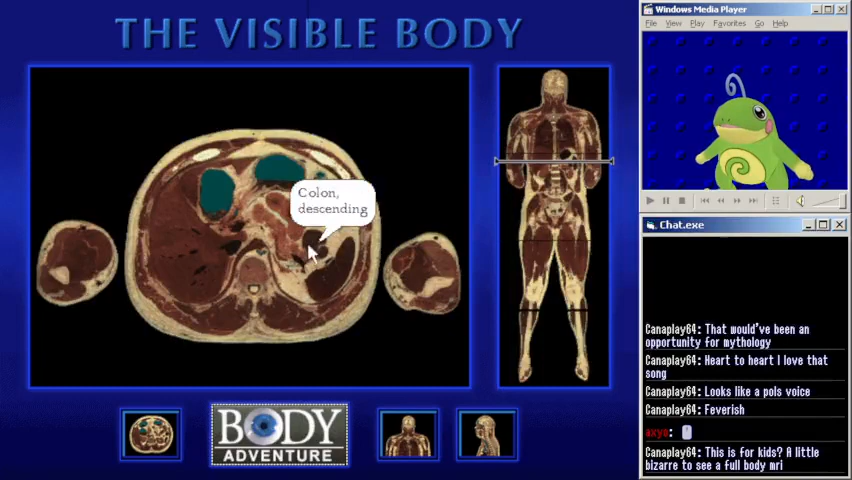 THE VISIBLE BODY
Colon,
descending
BODY
ADVENTURE
Windows Media Player
File View Play Favorites Go Help
Chat.exe
Canaplay64: That would've been an
opportunity for mythology
Canaplay64: Heart to heart I love that
song
Canaplay64: Looks like a pols voice
Canaplay64: Feverish
axyo:
Canaplay64: This is for kids? A little
bizarre to see a full body mri